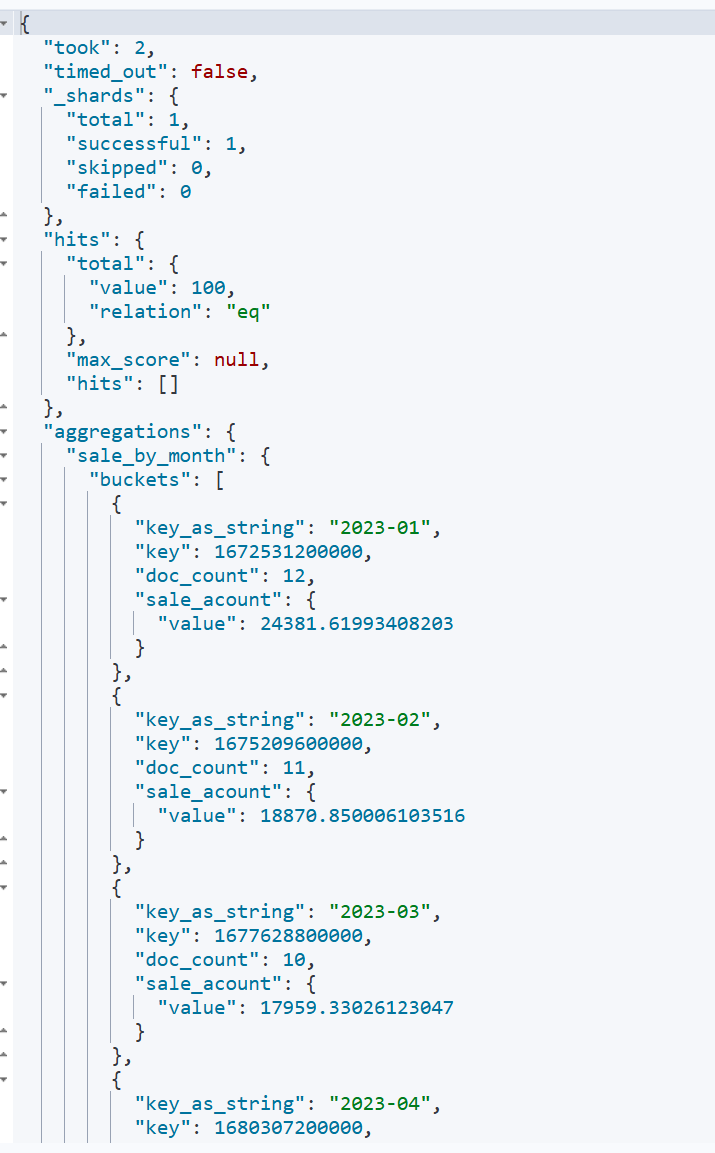 {
  "took": 2,
  "timed_out": false,
  "_shards": {
    "total": 1,
    "successful": 1,
    "skipped": 0,
    "failed": 0
  },
  "hits": {
    "total": {
      "value": 100,
      "relation": "eq"
    },
    "max_score": null,
    "hits": []
  },
  "aggregations": {
    "sale_by_month": {
      "buckets": [
        {
          "key_as_string": "2023-01",
          "key": 1672531200000,
          "doc_count": 12,
          "sale_acount": {
            "value": 24381.61993408203
          }
        },
        {
          "key_as_string": "2023-02",
          "key": 1675209600000,
          "doc_count": 11,
          "sale_acount": {
            "value": 18870.850006103516
          }
        },
        {
          "key_as_string": "2023-03",
          "key": 1677628800000,
          "doc_count": 10,
          "sale_acount": {
            "value": 17959.33026123047
          }
        },
        {
          "key_as_string": "2023-04",
          "key": 1680307200000,